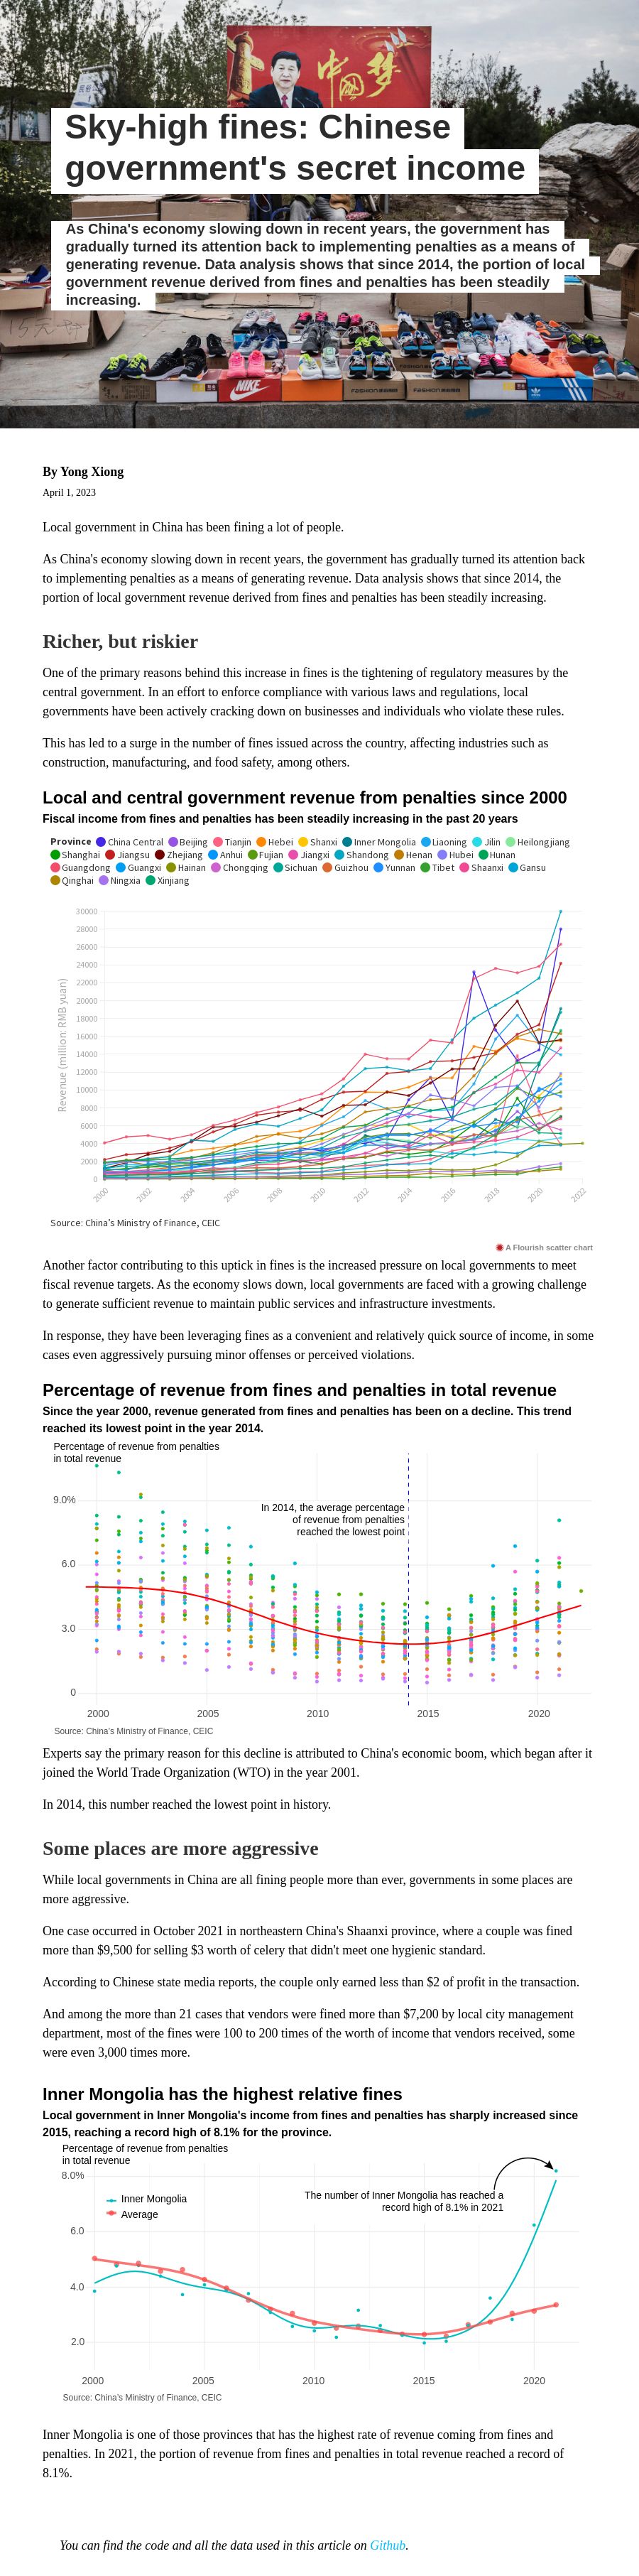 中国梦
Sky-high fines: Chinese
government's secret income
As China's economy slowing down in recent years, the government has
gradually turned its attention back to implementing penalties as a means of
generating revenue. Data analysis shows that since 2014, the portion of local
government revenue derived from fines and penalties has been steadily
increasing.
NIKE
adidas
By Yong Xiong
April 1, 2023
Local government in China has been fining a lot of people.
As China's economy slowing down in recent years, the government has gradually turned its attention back
to implementing penalties as a means of generating revenue. Data analysis shows that since 2014, the
portion of local government revenue derived from fines and penalties has been steadily increasing.
Richer, but riskier
One of the primary reasons behind this increase in fines is the tightening of regulatory measures by the
central government. In an effort to enforce compliance with various laws and regulations, local
governments have been actively cracking down on businesses and individuals who violate these rules.
This has led to a surge in the number of fines issued across the country, affecting industries such as
construction, manufacturing, and food safety, among others.
Local and central government revenue from penalties since 2000
Fiscal income from fines and penalties has been steadily increasing in the past 20 years
Province China Central Beijing Tianjin Hebei Shanxi Inner Mongolia Liaoning Jilin Heilongjiang
Shanghai Jiangsu Zhejiang Anhui Fujian Jiangxi Shandong Henan Hubei Hunan
Guangdong Guangxi Hainan Chongqing Sichuan Guizhou Yunnan Tibet Shaanxi Gansu
Qinghai Ningxia Xinjiang
30000
28000
26000
24000
22000
20000
18000
16000
14000
12000
10000
8000
6000
4000
2000
0
Revenue (million: RMB yuan)
2000 2002 2004 2006 2008 2010 2012 2014 2016 2018 2020 2022
Source: China's Ministry of Finance, CEIC
A Flourish scatter chart
Another factor contributing to this uptick in fines is the increased pressure on local governments to meet
fiscal revenue targets. As the economy slows down, local governments are faced with a growing challenge
to generate sufficient revenue to maintain public services and infrastructure investments.
In response, they have been leveraging fines as a convenient and relatively quick source of income, in some
cases even aggressively pursuing minor offenses or perceived violations.
Percentage of revenue from fines and penalties in total revenue
Since the year 2000, revenue generated from fines and penalties has been on a decline. This trend
reached its lowest point in the year 2014.
Percentage of revenue from penalties
in total revenue
9.0%
In 2014, the average percentage
of revenue from penalties
reached the lowest point
6.0
3.0
0
2000 2005 2010 2015 2020
Source: China's Ministry of Finance, CEIC
Experts say the primary reason for this decline is attributed to China's economic boom, which began after it
joined the World Trade Organization (WTO) in the year 2001.
In 2014, this number reached the lowest point in history.
Some places are more aggressive
While local governments in China are all fining people more than ever, governments in some places are
more aggressive.
One case occurred in October 2021 in northeastern China's Shaanxi province, where a couple was fined
more than $9,500 for selling $3 worth of celery that didn't meet one hygienic standard.
According to Chinese state media reports, the couple only earned less than $2 of profit in the transaction.
And among the more than 21 cases that vendors were fined more than $7,200 by local city management
department, most of the fines were 100 to 200 times of the worth of income that vendors received, some
were even 3,000 times more.
Inner Mongolia has the highest relative fines
Local government in Inner Mongolia's income from fines and penalties has sharply increased since
2015, reaching a record high of 8.1% for the province.
Percentage of revenue from penalties
in total revenue
8.0%
Inner Mongolia
Average
The number of Inner Mongolia has reached a
record high of 8.1% in 2021
6.0
4.0
2.0
2000 2005 2010 2015 2020
Source: China's Ministry of Finance, CEIC
Inner Mongolia is one of those provinces that has the highest rate of revenue coming from fines and
penalties. In 2021, the portion of revenue from fines and penalties in total revenue reached a record of
8.1%.
You can find the code and all the data used in this article on Github.